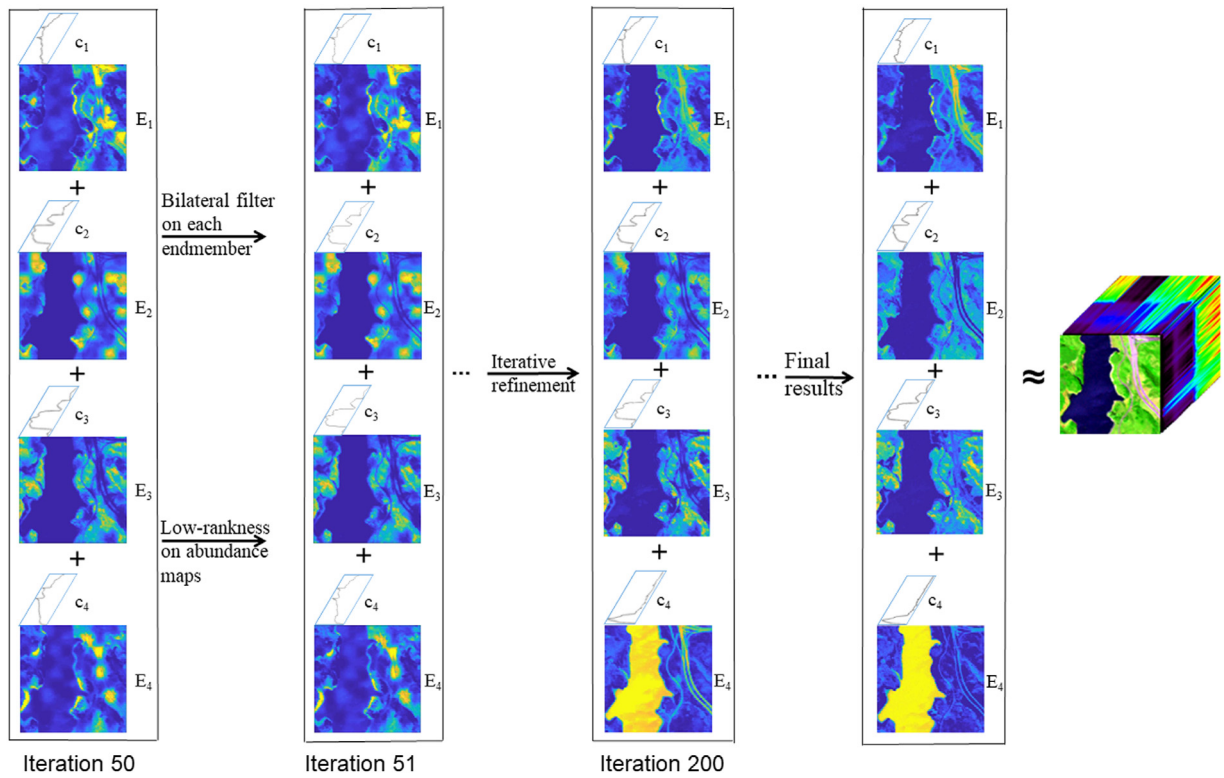 c1
E1
+
c2
E2
+
c3
E3
+
c4
E4
Iteration 50
Bilateral filter
on each
endmember
Low-rankness
on abundance
maps
c1
E1
+
c2
E2
+
c3
E3
+
c4
E4
Iteration 51
...
Iterative
refinement
c1
E1
+
c2
E2
+
c3
E3
+
c4
E4
Iteration 200
...
Final
results
c1
E1
+
c2
E2
+
c3
E3
+
c4
E4
≈